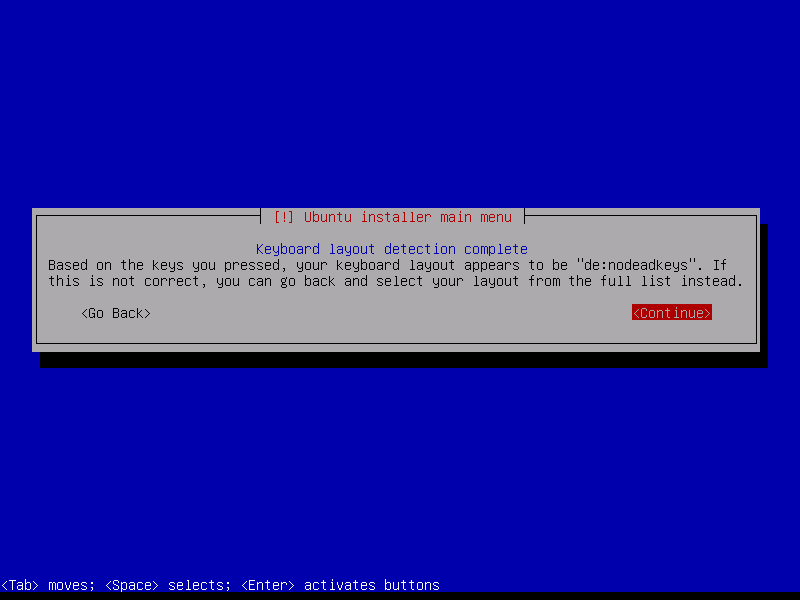 [!] Ubuntu installer main menu
Keyboard layout detection complete
Based on the keys you pressed, your keyboard layout appears to be "de:nodeadkeys". If
this is not correct, you can go back and select your layout from the full list instead.
<Go Back> <Continue>
<Tab> moves; <Space> selects; <Enter> activates buttons